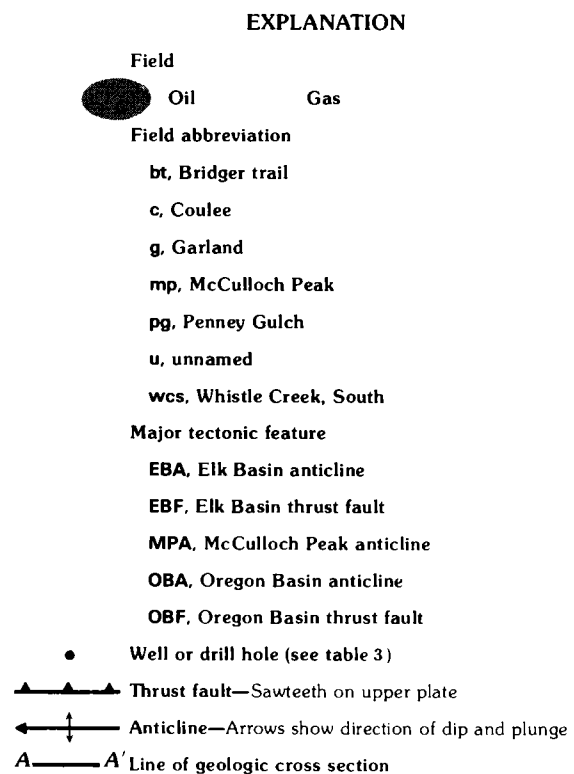 EXPLANATION
Field
Oil Gas
Field abbreviation
bt, Bridger trail
c, Coulee
g, Garland
mp, McCulloch Peak
pg, Penney Gulch
u, unnamed
wcs, Whistle Creek, South
Major tectonic feature
EBA, Elk Basin anticline
EBF, Elk Basin thrust fault
MPA, McCulloch Peak anticline
OBA, Oregon Basin anticline
OBF, Oregon Basin thrust fault
Well or drill hole (see table 3)
Thrust fault—Sawteeth on upper plate
Anticline—Arrows show direction of dip and plunge
A A' Line of geologic cross section